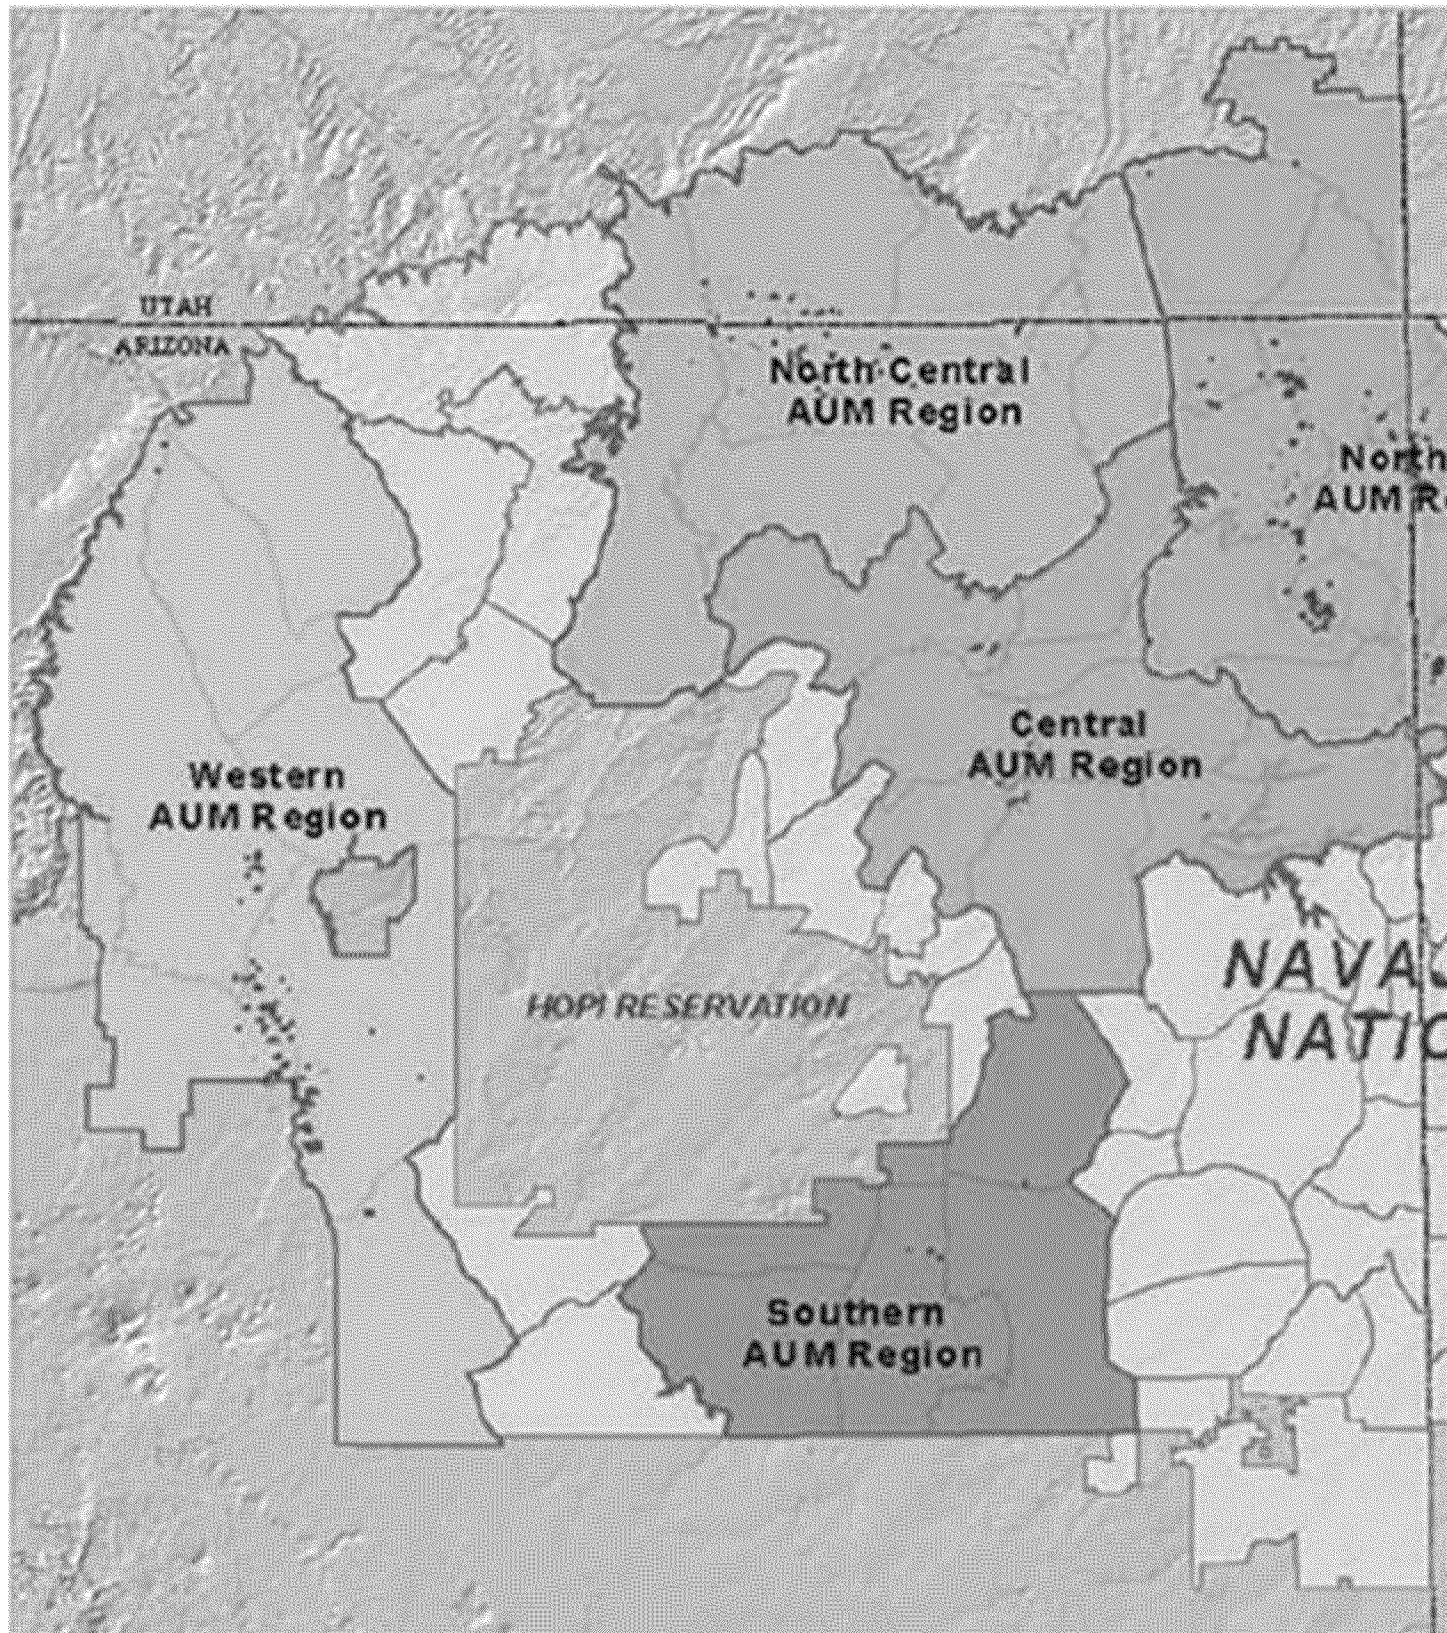 UTAH
ARIZONA
North-Central
AUM Region
North
AUM R
Central
AUM Region
Western
AUM Region
NAVA
NATI
HOPI RESERVATION
Southern
AUM Region